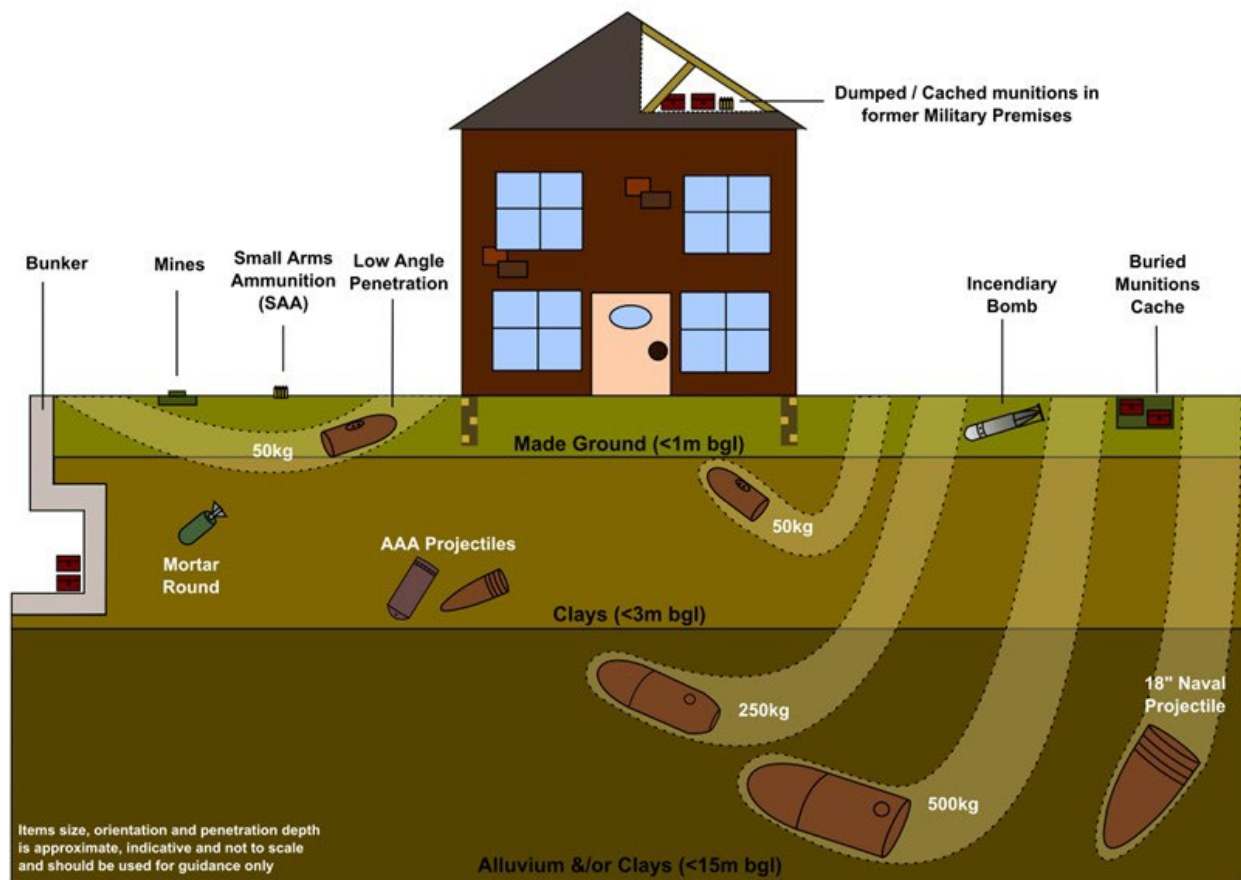 Dumped / Cached munitions in
former Military Premises
Bunker
Mines
Small Arms
Ammunition
(SAA)
Low Angle
Penetration
Incendiary
Bomb
Buried
Munitions
Cache
50kg
Made Ground (<1m bgl)
50kg
Mortar
Round
AAA Projectiles
Clays (<3m bgl)
250kg
18" Naval
Projectile
500kg
Items size, orientation and penetration depth
is approximate, indicative and not to scale
and should be used for guidance only
Alluvium &/or Clays (<15m bgl)